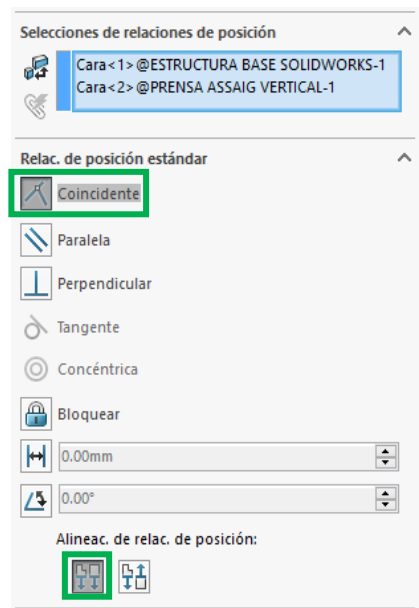 Selecciones de relaciones de posición
Cara<1>@ESTRUCTURA BASE SOLIDWORKS-1
Cara<2>@PRENSA ASSAIG VERTICAL-1
Relac. de posición estándar
Coincidente
Paralela
Perpendicular
Tangente
Concéntrica
Bloquear
0.00mm
0.00°
Alineac. de relac. de posición: